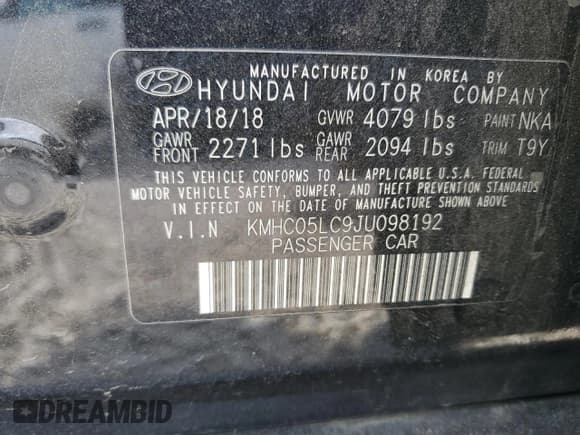 MANUFACTURED IN KOREA BY
HYUNDAI MOTOR COMPANY
APR/18/18 GVWR 4079 lbs PAINT NKA
GAWR FRONT 2271 lbs GAWR REAR 2094 lbs TRIM T9Y
THIS VEHICLE CONFORMS TO ALL APPLICABLE U.S.A. FEDERAL
MOTOR VEHICLE SAFETY, BUMPER, AND THEFT PREVENTION STANDARDS
IN EFFECT ON THE DATE OF MANUFACTURE SHOWN ABOVE.
V.I.N KMHC05LC9JU098192
PASSENGER CAR
DREAMBID